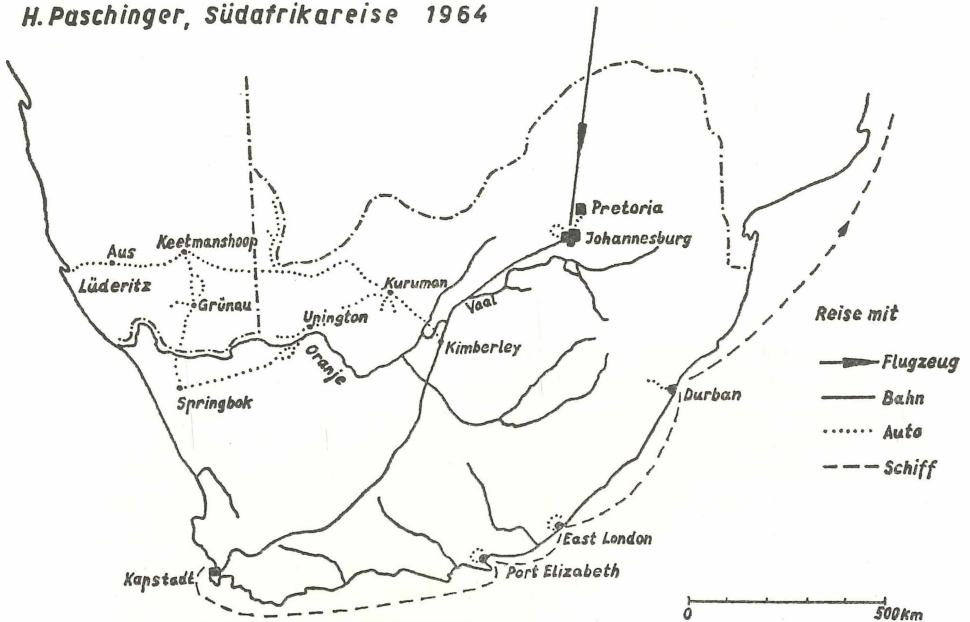 H. Paschinger, Südafrikareise 1964
Pretoria
Johannesburg
Keetmanshoop
Aus
Lüderitz
Grünau
Kuruman
Upington
Vaal
Oranje
Kimberley
Springbok
Durban
East London
Port Elizabeth
Kapstadt
Reise mit
Flugzeug
Bahn
Auto
Schiff
0 500km